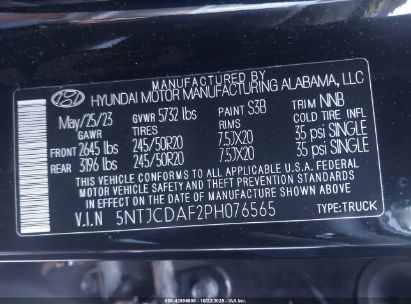 MANUFACTURED BY
HYUNDAI MOTOR MANUFACTURING ALABAMA, LLC
May/25/23 GVWR 5732 lbs PAINT S3B TRIM NNB
GAWR TIRES RIMS COLD TIRE INFL
FRONT 2645 lbs 245/50R20 7.5JX20 35 psi SINGLE
REAR 3196 lbs 245/50R20 7.5JX20 35 psi SINGLE
THIS VEHICLE CONFORMS TO ALL APPLICABLE U.S.A. FEDERAL
MOTOR VEHICLE SAFETY AND THEFT PREVENTION STANDARDS
IN EFFECT ON THE DATE OF MANUFACTURE SHOWN ABOVE
V.I.N 5NTJCDAF2PH076565 TYPE:TRUCK